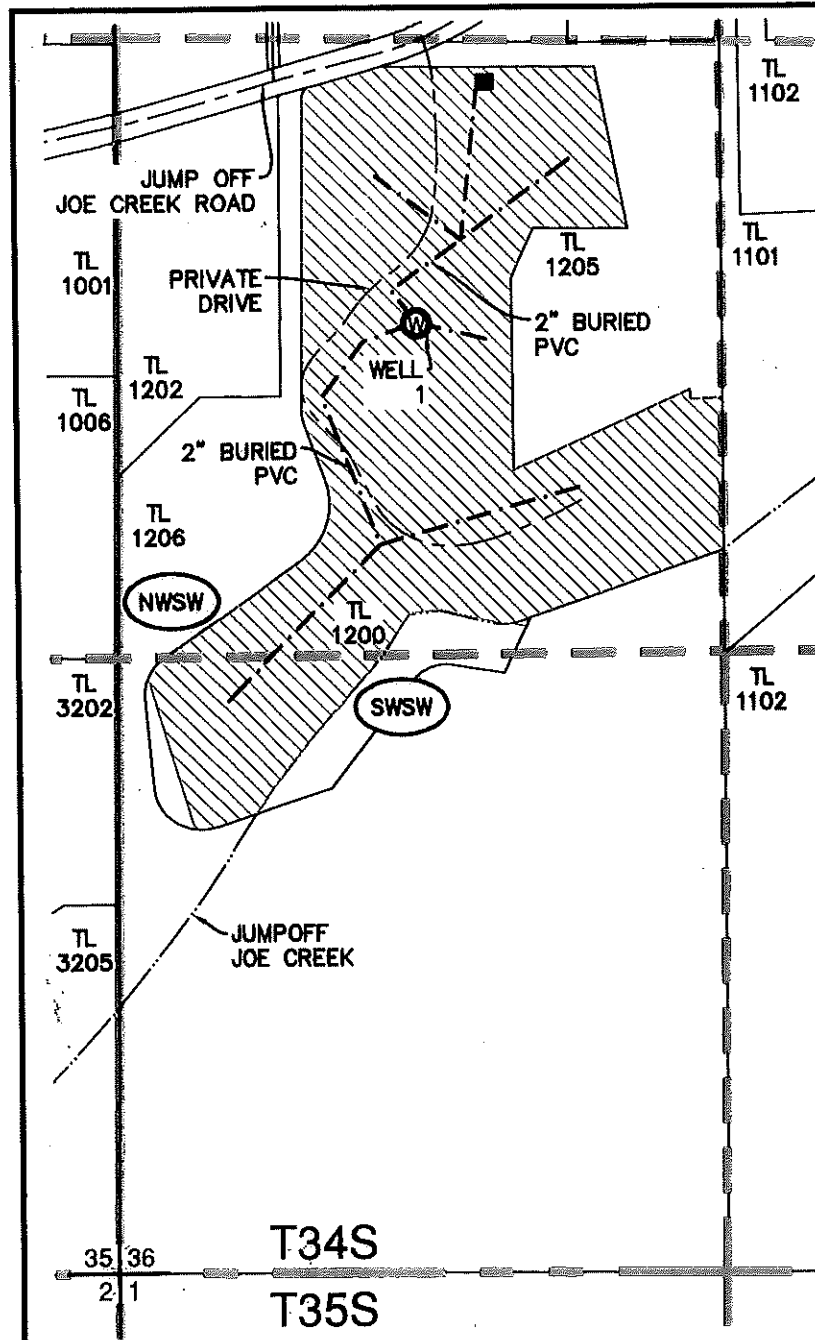 TL
1102
JUMP OFF
JOE CREEK ROAD
TL
1001
PRIVATE
DRIVE
TL
1205
TL
1101
2" BURIED
PVC
W
WELL
1
TL
1202
TL
1006
2" BURIED
PVC
TL
1206
NWSW
TL
1200
TL
3202
SWSW
TL
1102
TL
3205
JUMPOFF
JOE CREEK
T34S
35 36
2 1
T35S